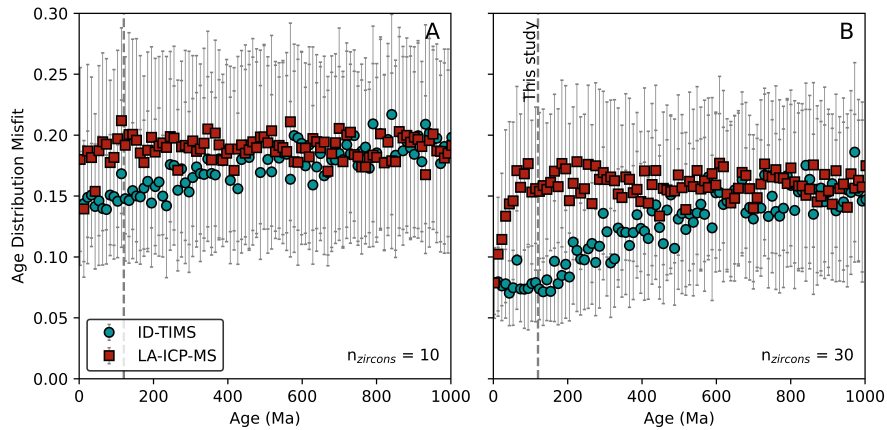 0.30
0.25
0.20
0.15
0.10
0.05
0.00
Age Distribution Misfit
A
ID-TIMS
LA-ICP-MS
n_zircons = 10
0 200 400 600 800 1000
Age (Ma)
This study
B
n_zircons = 30
0 200 400 600 800 1000
Age (Ma)